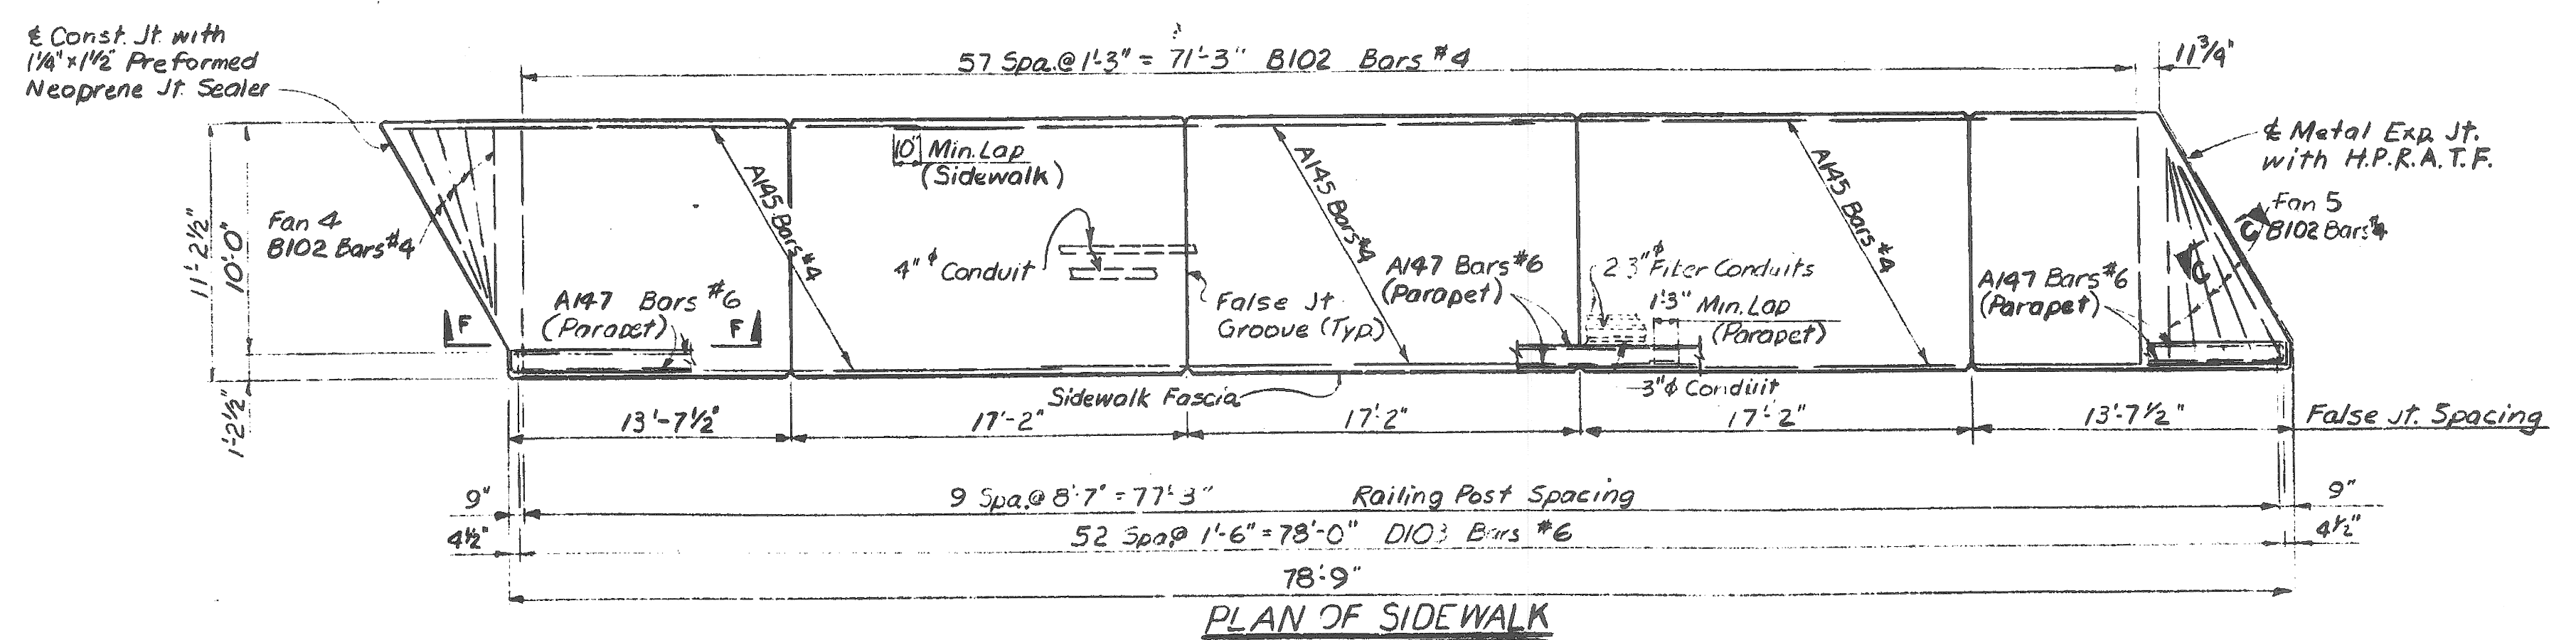 ℄ Const. Jt. with
1¼"x1½" Preformed
Neoprene Jt. Sealer
57 Spa.@ 1'-3" = 71'-3" B102 Bars #4
11¾"
℄ Metal Exp. Jt.
with H.P.R.A.T.F.
10"
Min. Lap
(Sidewalk)
A145 Bars #4
A145 Bars #4
A145 Bars #4
Fan 4
B102 Bars #4
Fan 5
B102 Bars #4
C
C
11'-2½"
10'-0"
1'-2½"
4"φ Conduit
A147 Bars #6
(Parapet)
F
F
False Jt.
Groove (Typ.)
A147 Bars #6
(Parapet)
2 3"φ Fiber Conduits
1'3" Min. Lap
(Parapet)
A147 Bars #6
(Parapet)
Sidewalk Fascia
3"φ Conduit
13'-7½"
17'-2"
17'-2"
17'-2"
13'-7½"
False Jt. Spacing
9"
9 Spa.@ 8'-7" = 77'-3" Railing Post Spacing
9"
4½"
52 Spa@ 1'-6" = 78'-0" D103 Bars #6
4½"
78'-9"
PLAN OF SIDEWALK